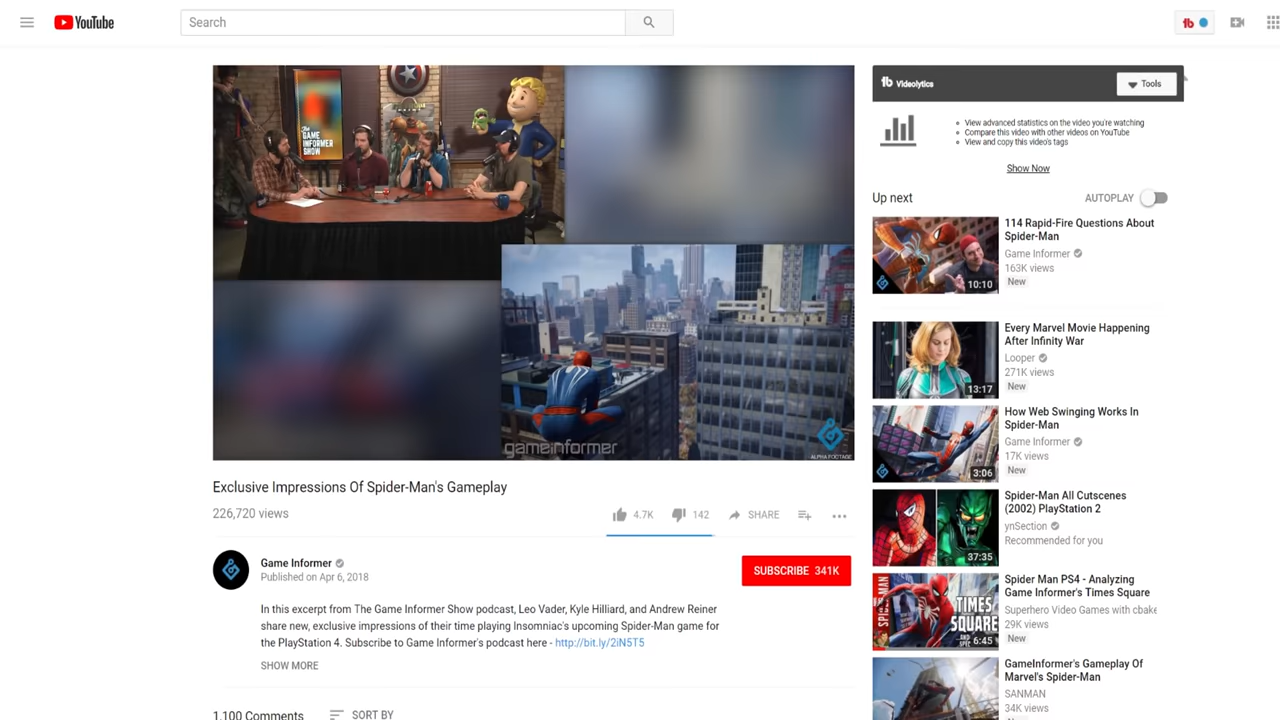 YouTube
Search
tb
THE
GAME
INFORMER
SHOW
gameinformer
ALPHA FOOTAGE
Exclusive Impressions Of Spider-Man's Gameplay
226,720 views
4.7K
142
SHARE
Game Informer
Published on Apr 6, 2018
SUBSCRIBE 341K
In this excerpt from The Game Informer Show podcast, Leo Vader, Kyle Hilliard, and Andrew Reiner
share new, exclusive impressions of their time playing Insomniac's upcoming Spider-Man game for
the PlayStation 4. Subscribe to Game Informer's podcast here - http://bit.ly/2iN5T5
SHOW MORE
1,100 Comments
SORT BY
tb Videolytics
Tools
View advanced statistics on the video you're watching
Compare this video with other videos on YouTube
View and copy this video's tags
Show Now
Up next
AUTOPLAY
10:10
114 Rapid-Fire Questions About
Spider-Man
Game Informer
163K views
New
13:17
Every Marvel Movie Happening
After Infinity War
Looper
271K views
New
3:06
How Web Swinging Works In
Spider-Man
Game Informer
17K views
New
37:35
Spider-Man All Cutscenes
(2002) PlayStation 2
ynSection
Recommended for you
SPIDER-MAN
TIMES
SQUARE
6:45
Spider Man PS4 - Analyzing
Game Informer's Times Square
Superhero Video Games with cbake
29K views
New
GameInformer's Gameplay Of
Marvel's Spider-Man
SANMAN
34K views